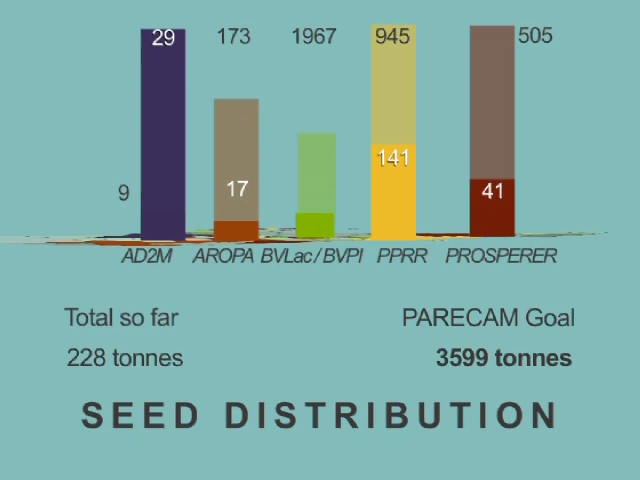 29 173 1967 945 505
141
9 17 41
AD2M AROPA BVLac/BVPI PPRR PROSPERER
Total so far PARECAM Goal
228 tonnes 3599 tonnes
SEED DISTRIBUTION